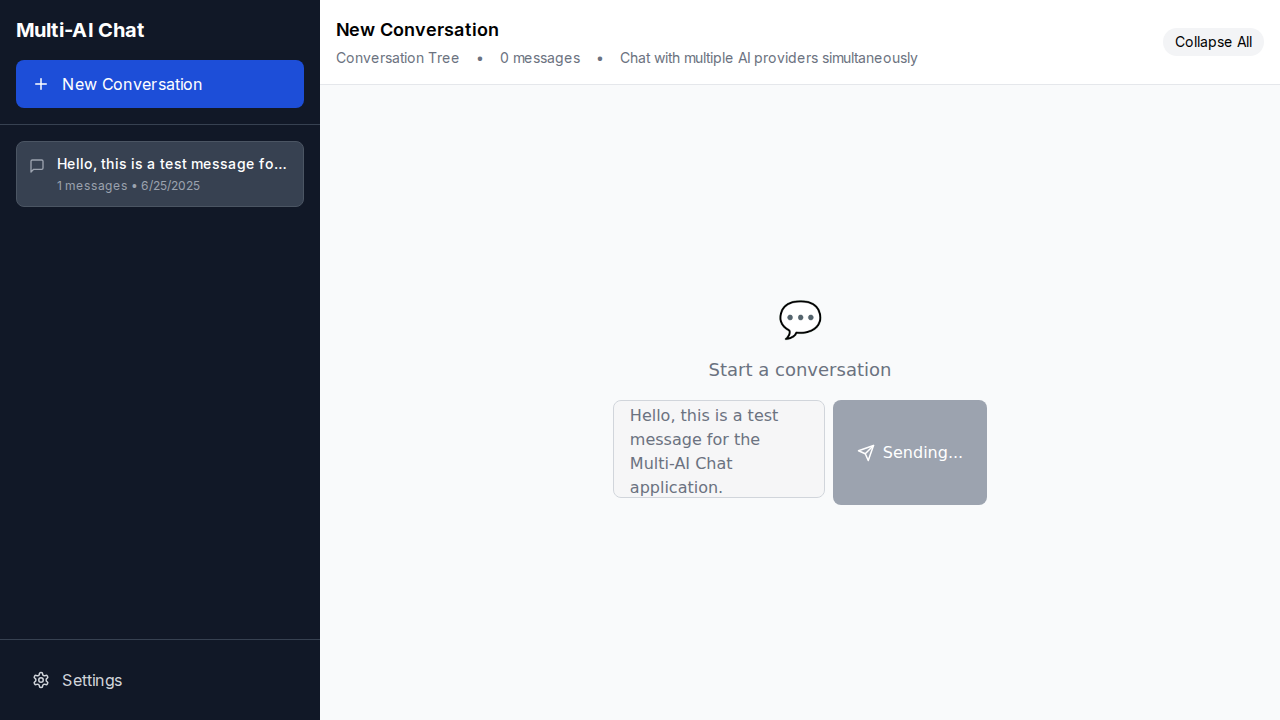 Multi-AI Chat
New Conversation
Hello, this is a test message fo...
1 messages • 6/25/2025
Settings
New Conversation
Conversation Tree • 0 messages • Chat with multiple AI providers simultaneously
Collapse All
Start a conversation
Hello, this is a test
message for the
Multi-AI Chat
application.
Sending...